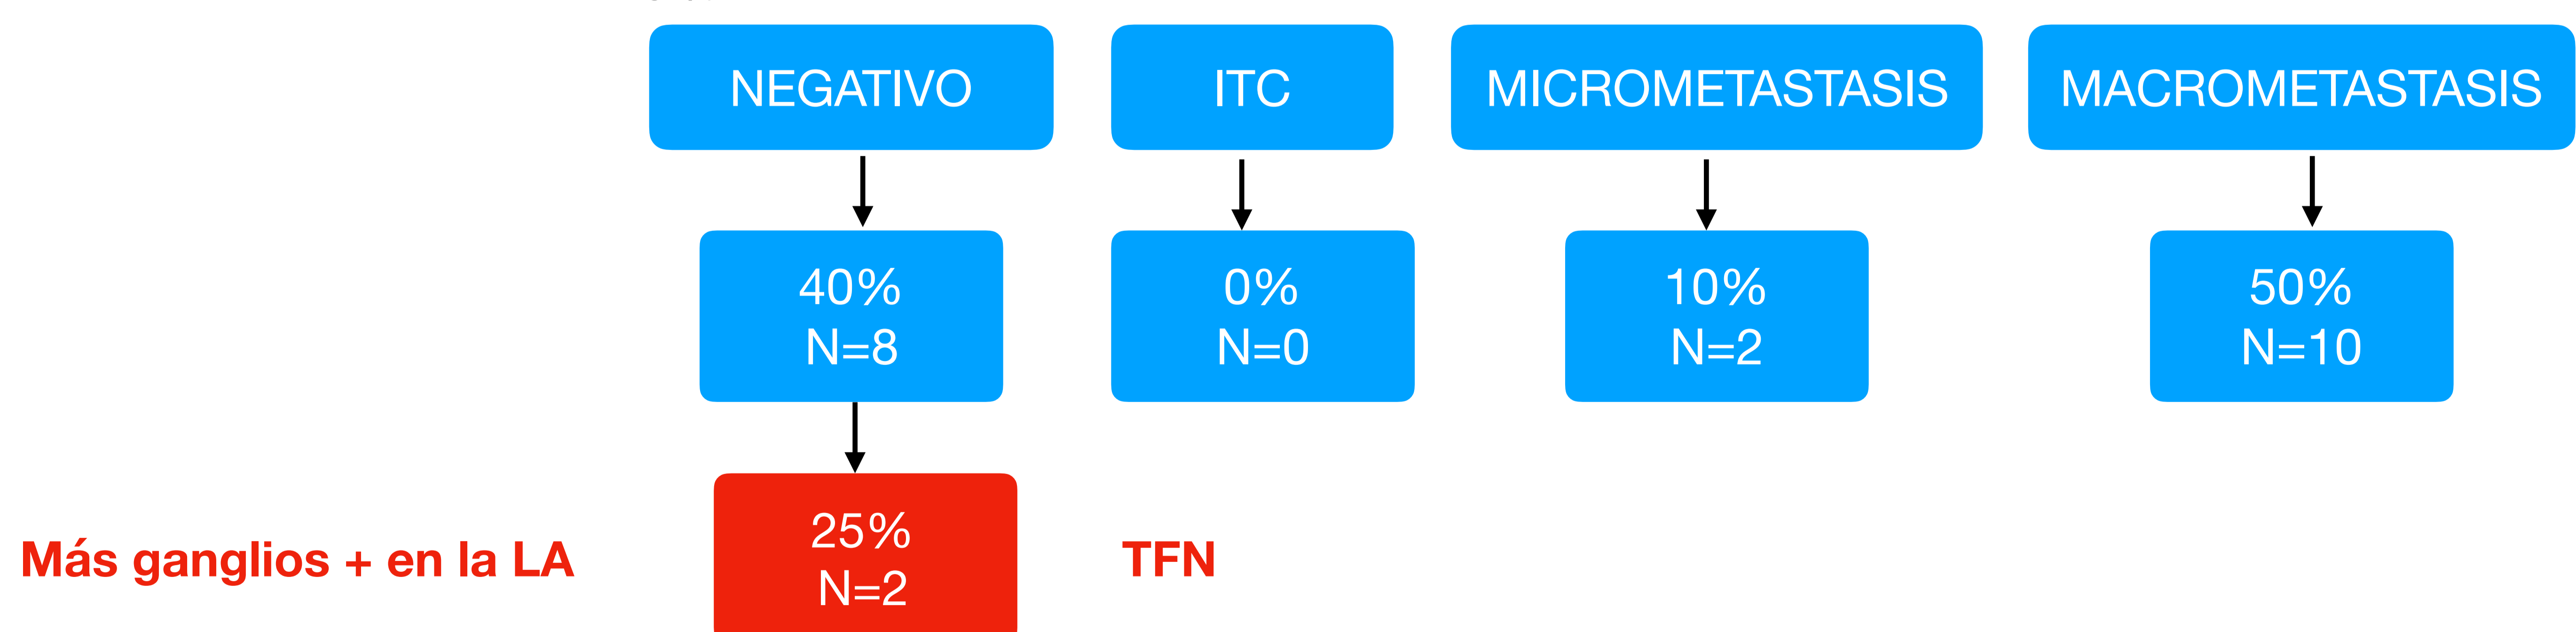 NEGATIVO
ITC
MICROMETASTASIS
MACROMETASTASIS
40%
N=8
0%
N=0
10%
N=2
50%
N=10
Más ganglios + en la LA
25%
N=2
TFN